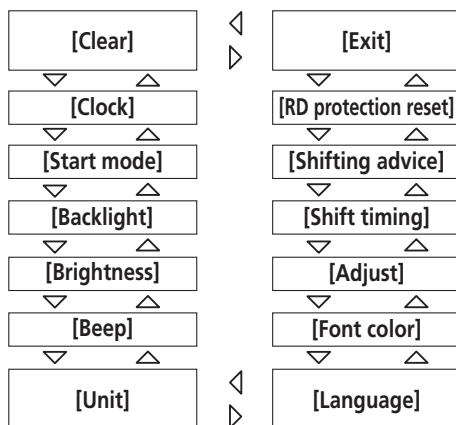 [Clear]
[Exit]
[Clock]
[RD protection reset]
[Start mode]
[Shifting advice]
[Backlight]
[Shift timing]
[Brightness]
[Adjust]
[Beep]
[Font color]
[Unit]
[Language]